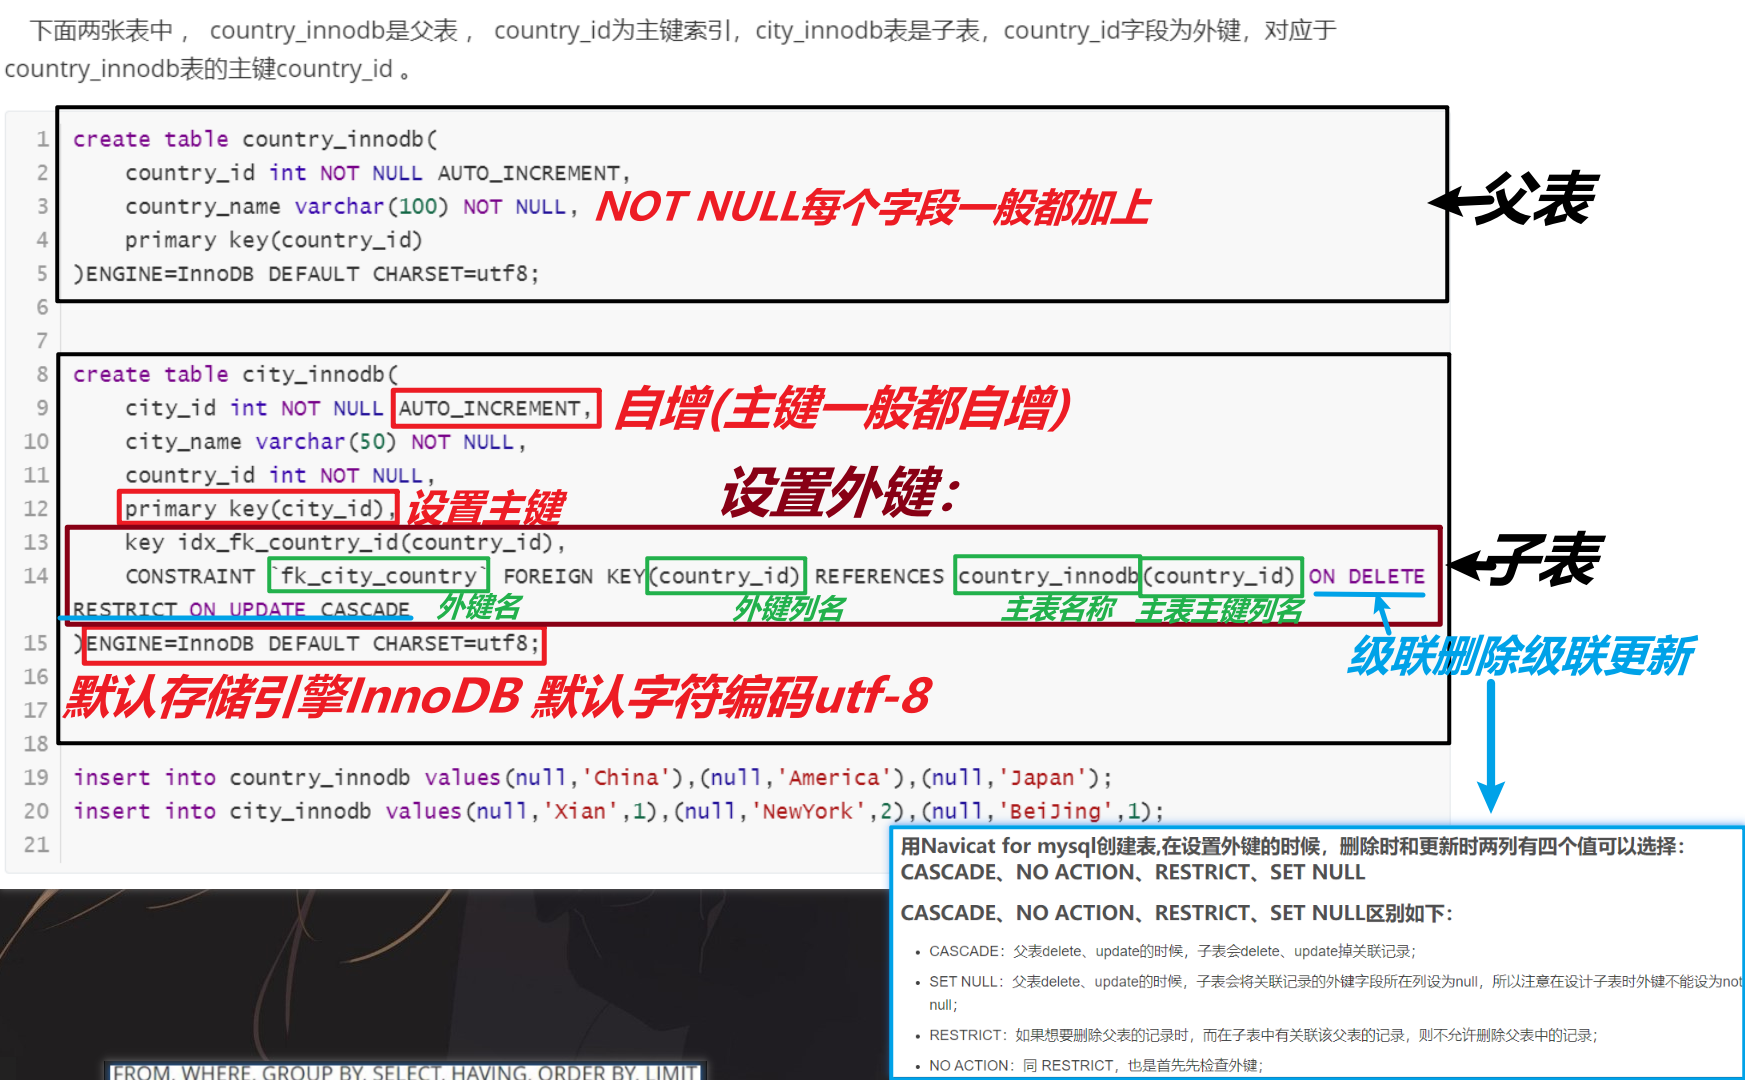 下面两张表中， country_innodb是父表 ， country_id为主键索引，city_innodb表是子表，country_id字段为外键，对应于
country_innodb表的主键country_id 。
1 create table country_innodb(
2 country_id int NOT NULL AUTO_INCREMENT,
3 country_name varchar(100) NOT NULL, NOT NULL每个字段一般都加上
←父表
4 primary key(country_id)
5 )ENGINE=InnoDB DEFAULT CHARSET=utf8;
6
7
8 create table city_innodb(
9 city_id int NOT NULL AUTO_INCREMENT, 自增(主键一般都自增)
10 city_name varchar(50) NOT NULL,
11 country_id int NOT NULL,
设置外键：
12 primary key(city_id), 设置主键
13 key idx_fk_country_id(country_id),
14 CONSTRAINT `fk_city_country` FOREIGN KEY(country_id) REFERENCES country_innodb(country_id) ON DELETE
←子表
RESTRICT ON UPDATE CASCADE 外键名 外键列名 主表名称 主表主键列名
15 )ENGINE=InnoDB DEFAULT CHARSET=utf8;
级联删除级联更新
16
默认存储引擎InnoDB 默认字符编码utf-8
17
18
19 insert into country_innodb values(null,'China'),(null,'America'),(null,'Japan');
20 insert into city_innodb values(null,'Xian',1),(null,'NewYork',2),(null,'BeiJing',1);
21
用Navicat for mysql创建表,在设置外键的时候，删除时和更新时两列有四个值可以选择：
CASCADE、NO ACTION、RESTRICT、SET NULL
CASCADE、NO ACTION、RESTRICT、SET NULL区别如下：
• CASCADE：父表delete、update的时候，子表会delete、update掉关联记录；
• SET NULL：父表delete、update的时候，子表会将关联记录的外键字段所在列设为null，所以注意在设计子表时外键不能设为not
null；
• RESTRICT：如果想要删除父表的记录时，而在子表中有关联该父表的记录，则不允许删除父表中的记录；
• NO ACTION：同 RESTRICT，也是首先先检查外键；
FROM, WHERE, GROUP BY, SELECT, HAVING, ORDER BY, LIMIT